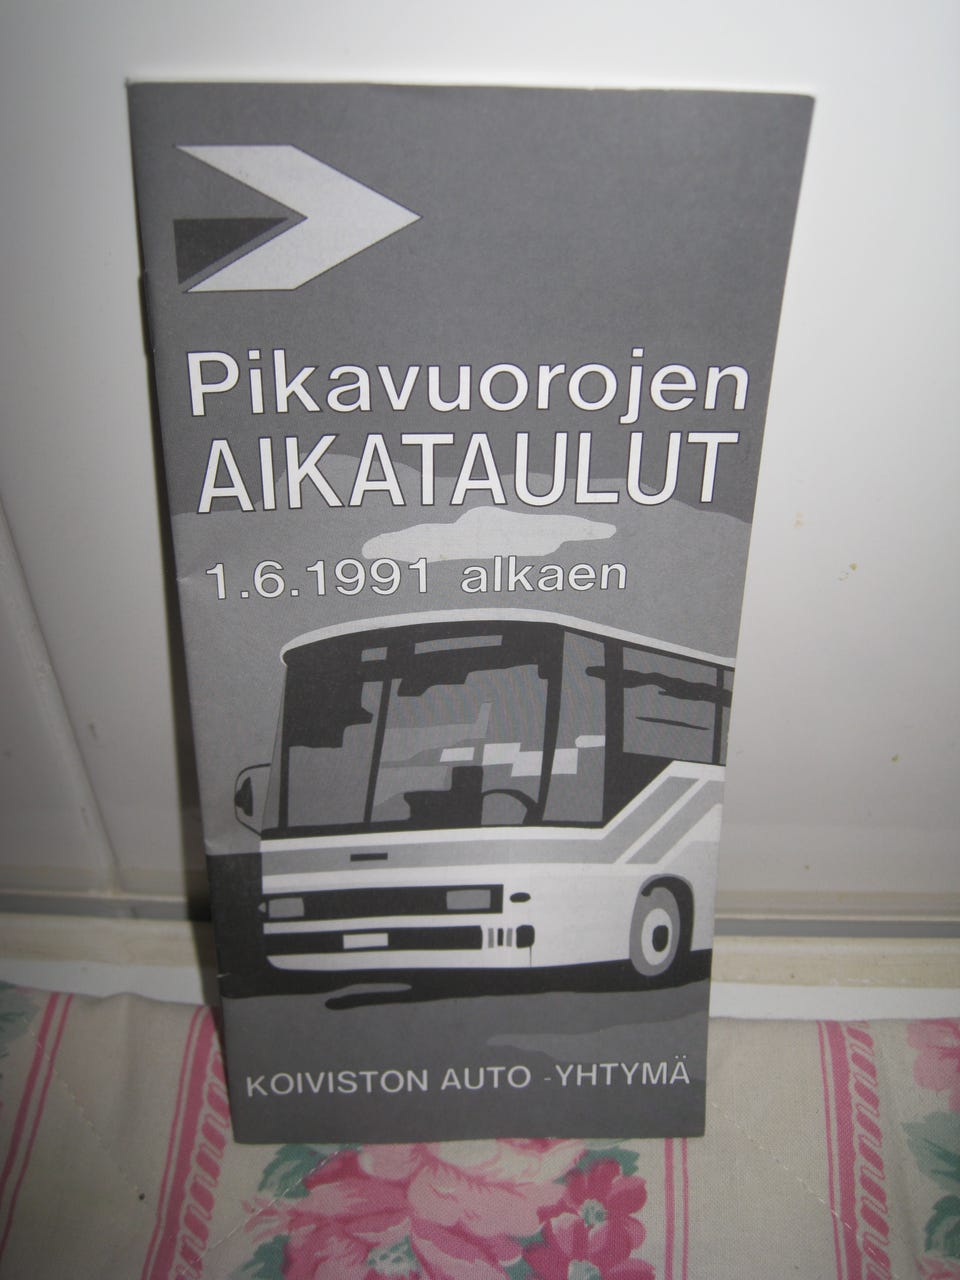 Pikavuorojen
AIKATAULUT
1.6.1991 alkaen
KOIVISTON AUTO -YHTYMÄ